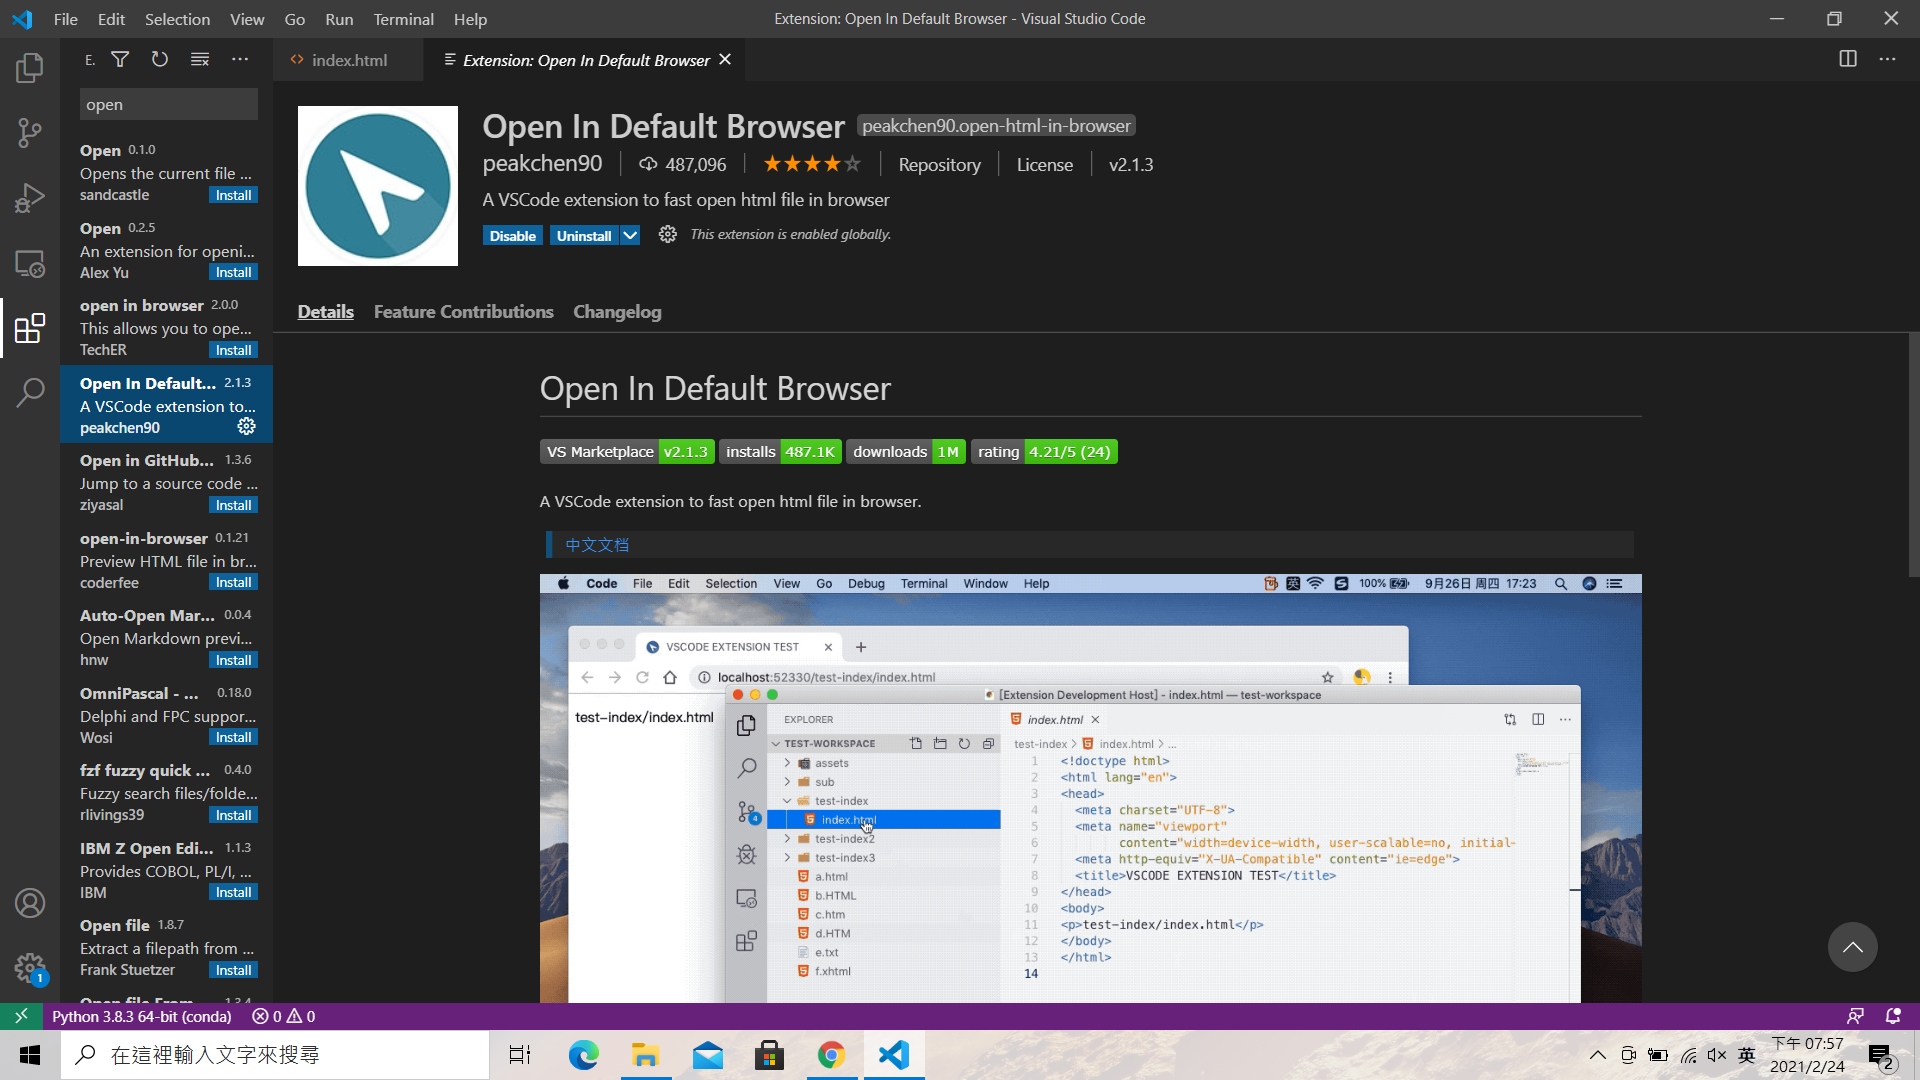 File Edit Selection View Go Run Terminal Help
Extension: Open In Default Browser - Visual Studio Code
E.
index.html
Extension: Open In Default Browser
open
Open 0.1.0
Opens the current file ...
sandcastle Install
Open 0.2.5
An extension for openi...
Alex Yu Install
open in browser 2.0.0
This allows you to ope...
TechER Install
Open In Default... 2.1.3
A VSCode extension to...
peakchen90
Open in GitHub... 1.3.6
Jump to a source code ...
ziyasal Install
open-in-browser 0.1.21
Preview HTML file in br...
coderfee Install
Auto-Open Mar... 0.0.4
Open Markdown previ...
hnw Install
OmniPascal - ... 0.18.0
Delphi and FPC suppor...
Wosi Install
fzf fuzzy quick ... 0.4.0
Fuzzy search files/folde...
rlivings39 Install
IBM Z Open Edi... 1.1.3
Provides COBOL, PL/I, ...
IBM Install
Open file 1.8.7
Extract a filepath from ...
Frank Stuetzer Install
Open file From 1.3.4
Open In Default Browser peakchen90.open-html-in-browser
peakchen90 487,096 Repository License v2.1.3
A VSCode extension to fast open html file in browser
Disable Uninstall This extension is enabled globally.
Details Feature Contributions Changelog
Open In Default Browser
VS Marketplace v2.1.3 installs 487.1K downloads 1M rating 4.21/5 (24)
A VSCode extension to fast open html file in browser.
中文文档
Code File Edit Selection View Go Debug Terminal Window Help 英 100% 9月26日 周四 17:23
VSCODE EXTENSION TEST
localhost:52330/test-index/index.html
test-index/index.html
[Extension Development Host] - index.html — test-workspace
EXPLORER
TEST-WORKSPACE
assets
sub
test-index
index.html
test-index2
test-index3
a.html
b.HTML
c.htm
d.HTM
e.txt
f.xhtml
4
index.html
test-index > index.html > ...
1 <!doctype html>
2 <html lang="en">
3 <head>
4 <meta charset="UTF-8">
5 <meta name="viewport"
6 content="width=device-width, user-scalable=no, initial-
7 <meta http-equiv="X-UA-Compatible" content="ie=edge">
8 <title>VSCODE EXTENSION TEST</title>
9 </head>
10 <body>
11 <p>test-index/index.html</p>
12 </body>
13 </html>
14
1
Python 3.8.3 64-bit (conda) 0 0
在這裡輸入文字來搜尋
英
下午 07:57
2021/2/24
2